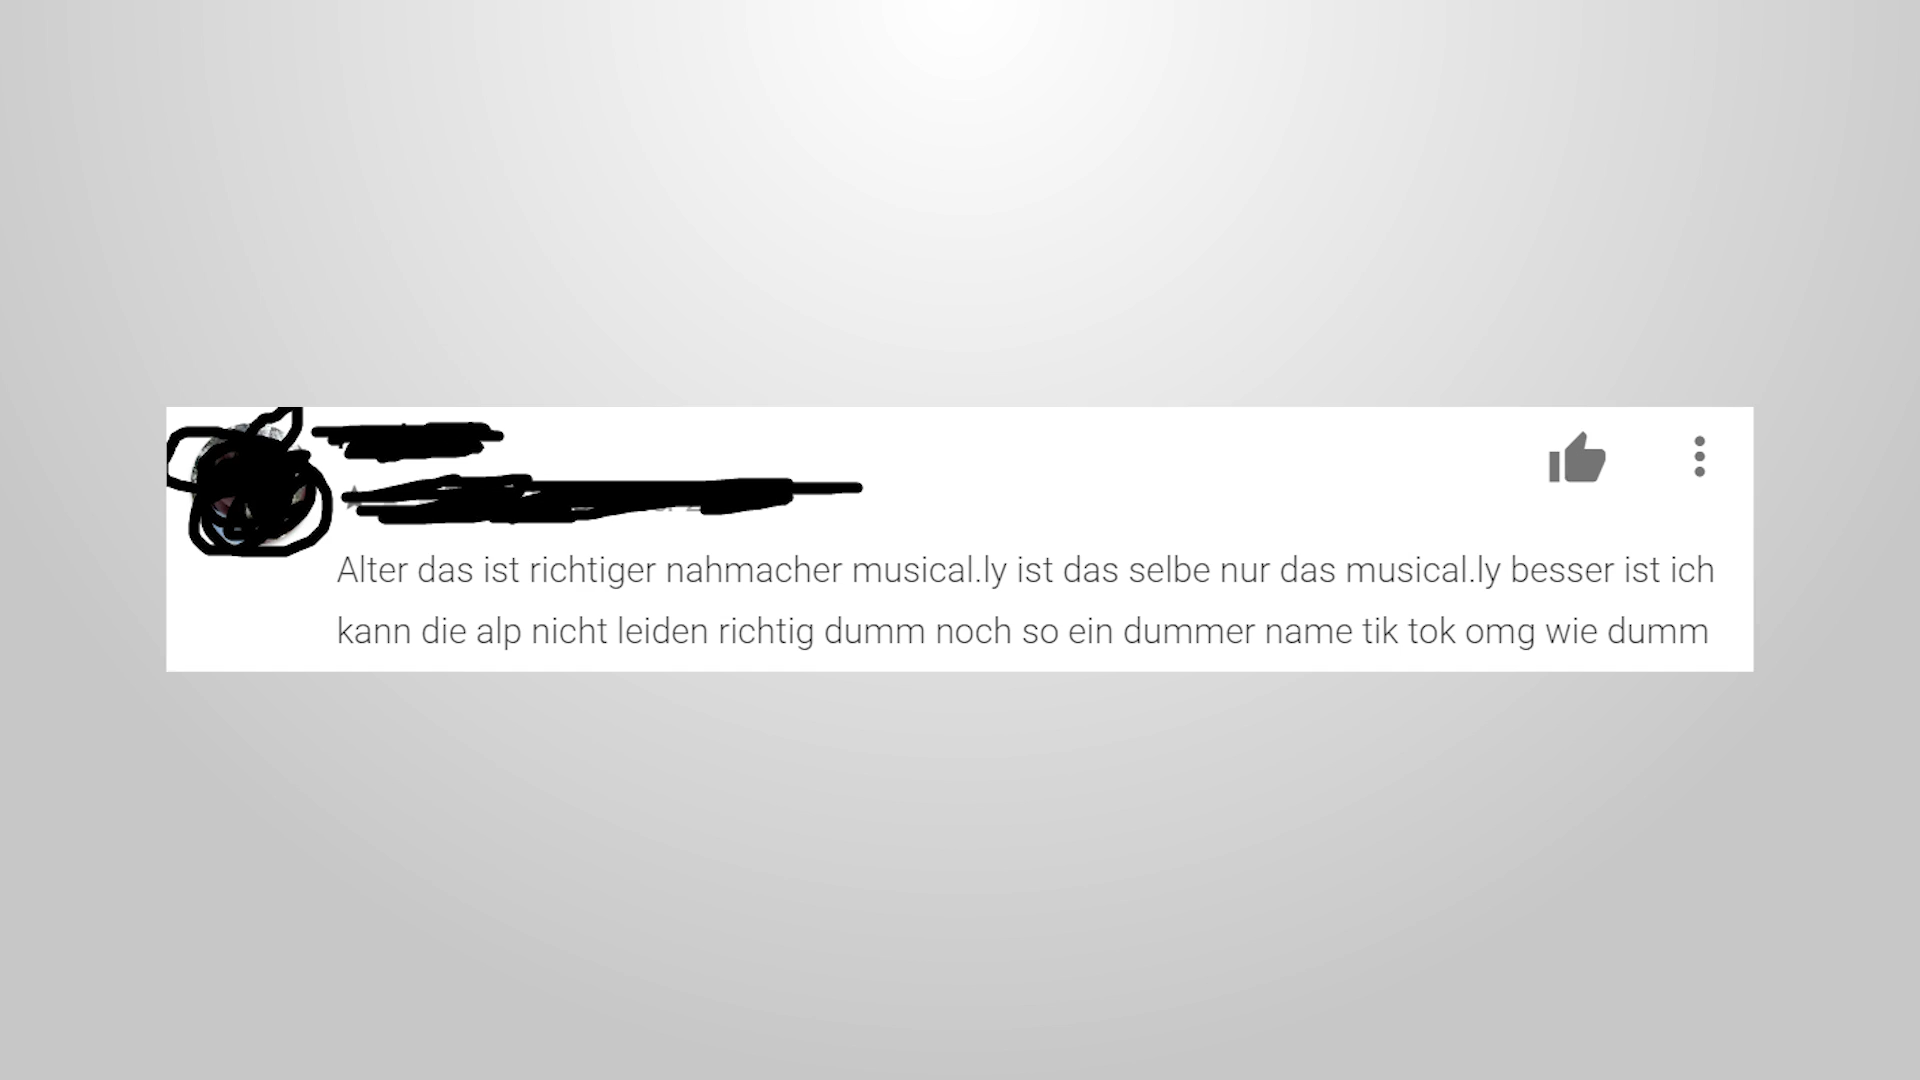 Alter das ist richtiger nahmacher musical.ly ist das selbe nur das musical.ly besser ist ich
kann die alp nicht leiden richtig dumm noch so ein dummer name tik tok omg wie dumm